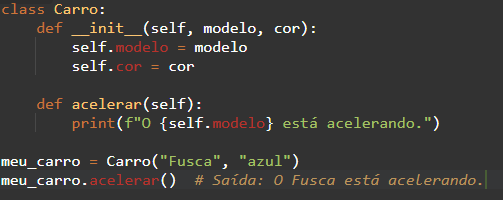 class Carro:
    def __init__(self, modelo, cor):
        self.modelo = modelo
        self.cor = cor

    def acelerar(self):
        print(f"O {self.modelo} está acelerando.")

meu_carro = Carro("Fusca", "azul")
meu_carro.acelerar()  # Saída: O Fusca está acelerando.